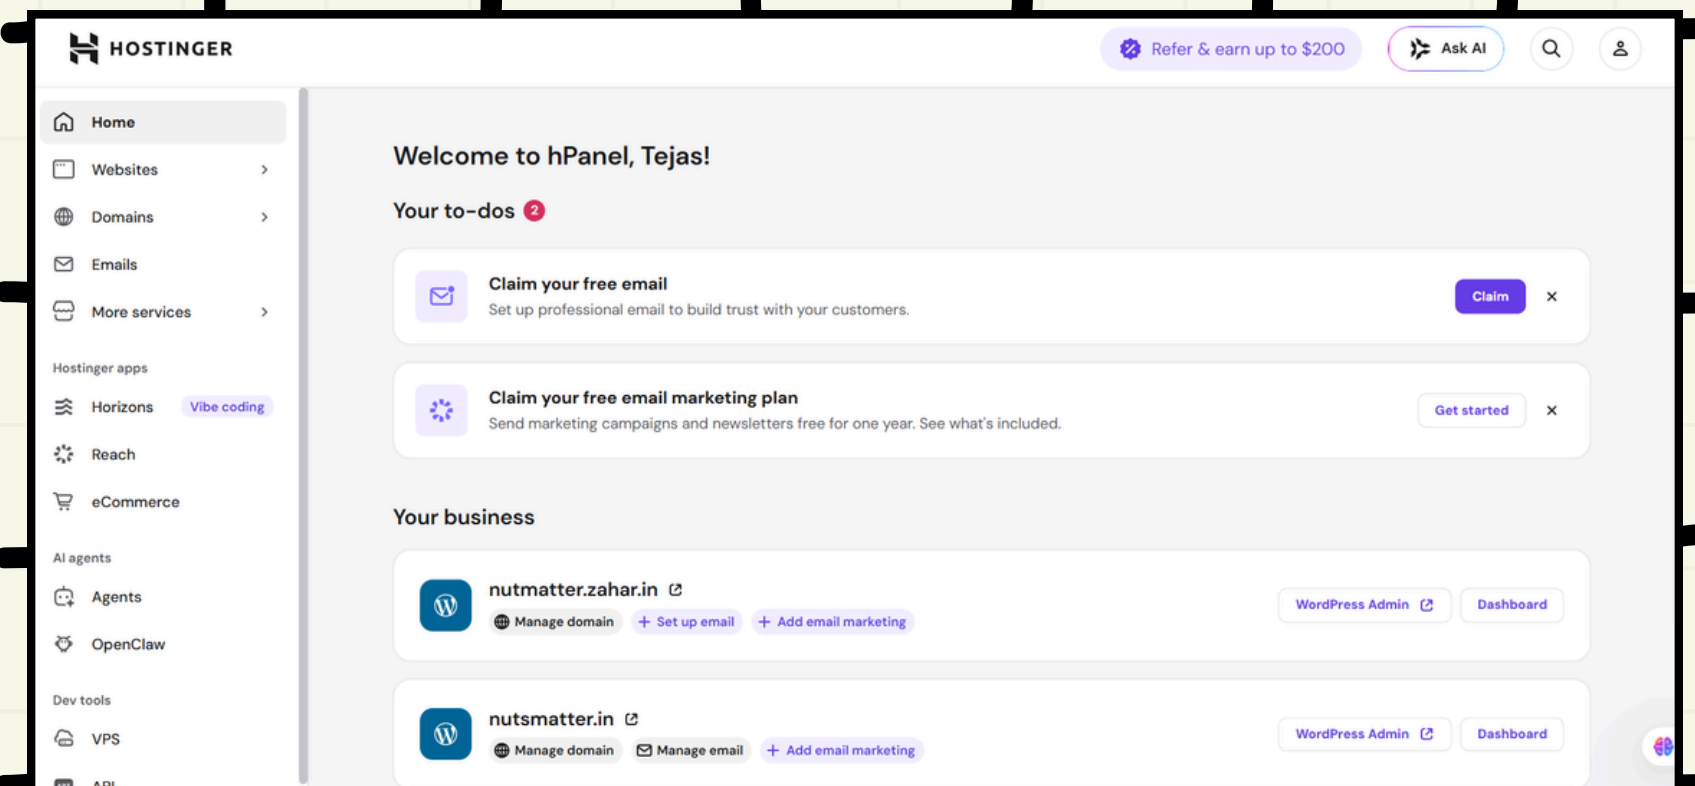 HOSTINGER
Refer & earn up to $200
Ask AI
Home
Websites
Domains
Emails
More services
Hostinger apps
Horizons Vibe coding
Reach
eCommerce
AI agents
Agents
OpenClaw
Dev tools
VPS
API
Welcome to hPanel, Tejas!
Your to-dos 2
Claim your free email
Set up professional email to build trust with your customers.
Claim
Claim your free email marketing plan
Send marketing campaigns and newsletters free for one year. See what's included.
Get started
Your business
nutmatter.zahar.in
Manage domain + Set up email + Add email marketing
WordPress Admin Dashboard
nutsmatter.in
Manage domain Manage email + Add email marketing
WordPress Admin Dashboard